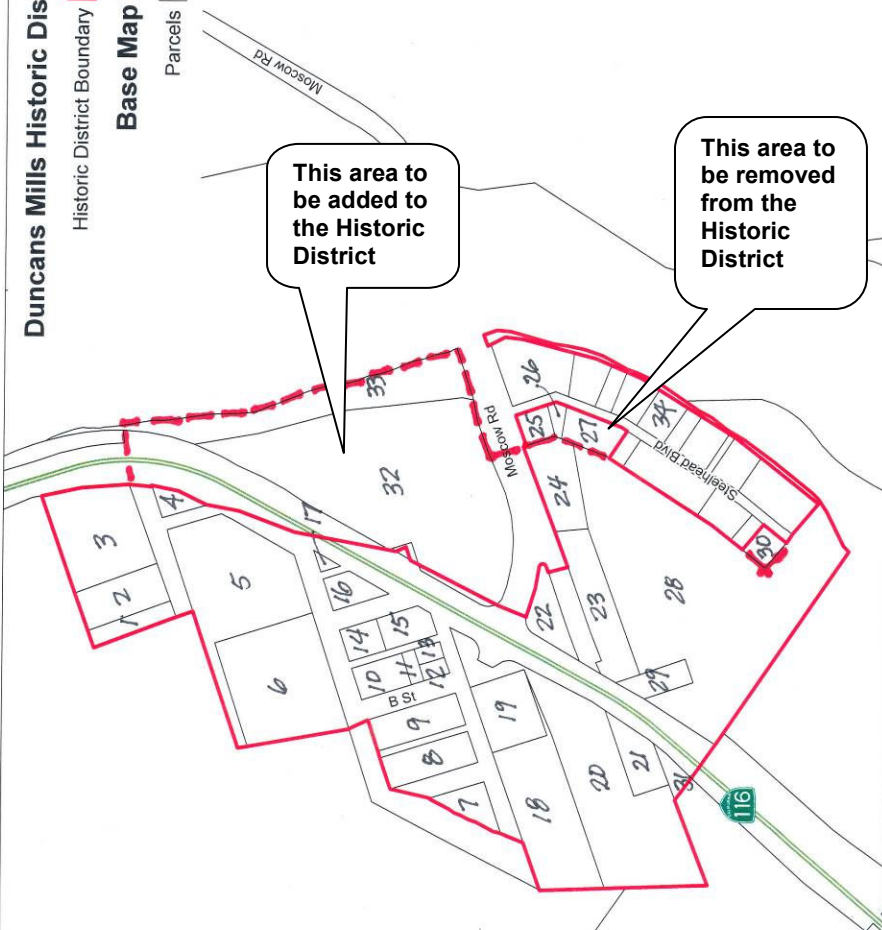 Duncans Mills Historic Dis
Historic District Boundary
Base Map
Parcels
Moscow Rd
This area to
be added to
the Historic
District
This area to
be removed
from the
Historic
District
33
32
Moscow Rd
26
25
27
34
Steelhead Blvd
24
30
3
2
1
4
5
6
17
7
16
14
15
10
11
13
12
B St
9
8
7
22
23
28
29
19
18
20
21
31
116